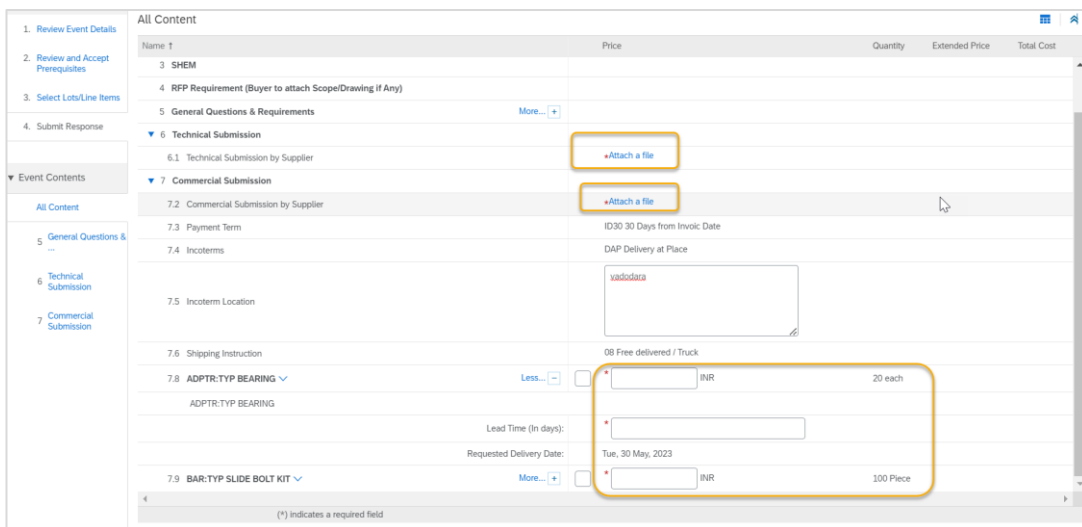 1. Review Event Details
2. Review and Accept
Prerequisites
3. Select Lots/Line Items
4. Submit Response
▼ Event Contents
All Content
5 General Questions &
...
6 Technical
Submission
7 Commercial
Submission
All Content
Name ↑ Price Quantity Extended Price Total Cost
3 SHEM
4 RFP Requirement (Buyer to attach Scope/Drawing if Any)
5 General Questions & Requirements More... +
▼ 6 Technical Submission
6.1 Technical Submission by Supplier *Attach a file
▼ 7 Commercial Submission
7.2 Commercial Submission by Supplier *Attach a file
7.3 Payment Term ID30 30 Days from Invoic Date
7.4 Incoterms DAP Delivery at Place
vadodara
7.5 Incoterm Location
7.6 Shipping Instruction 08 Free delivered / Truck
7.8 ADPTR:TYP BEARING Less... − * INR 20 each
ADPTR:TYP BEARING
Lead Time (In days): *
Requested Delivery Date: Tue, 30 May, 2023
7.9 BAR:TYP SLIDE BOLT KIT More... + * INR 100 Piece
(*) indicates a required field